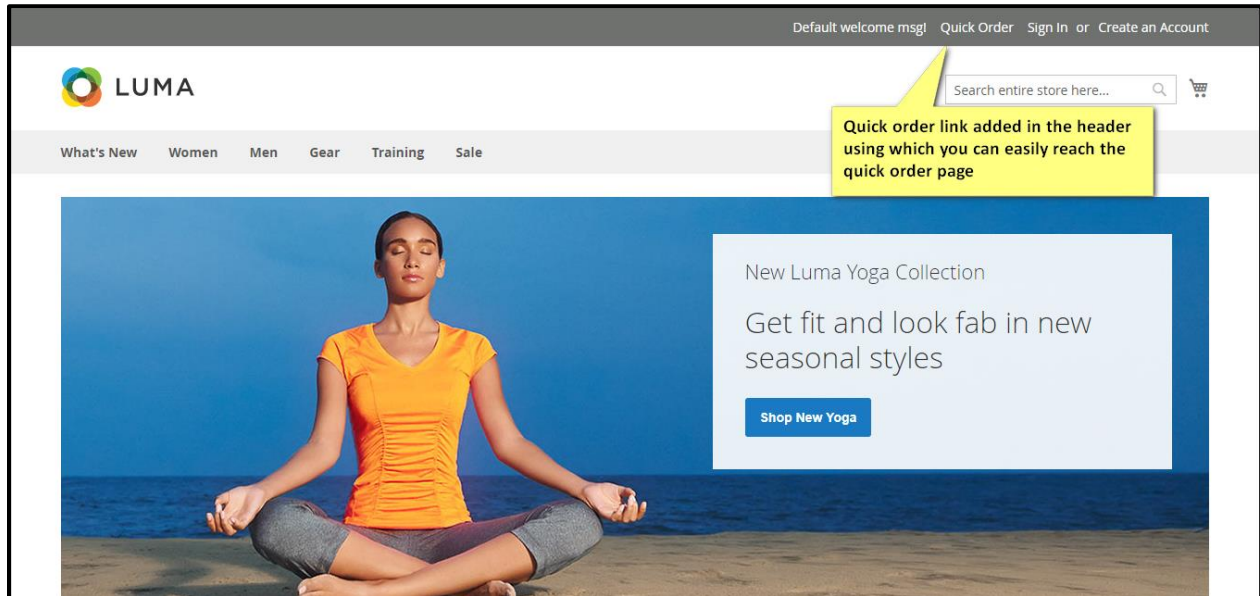 Default welcome msg! Quick Order Sign In or Create an Account
LUMA
Search entire store here...
Quick order link added in the header
using which you can easily reach the
quick order page
What's New Women Men Gear Training Sale
New Luma Yoga Collection
Get fit and look fab in new
seasonal styles
Shop New Yoga